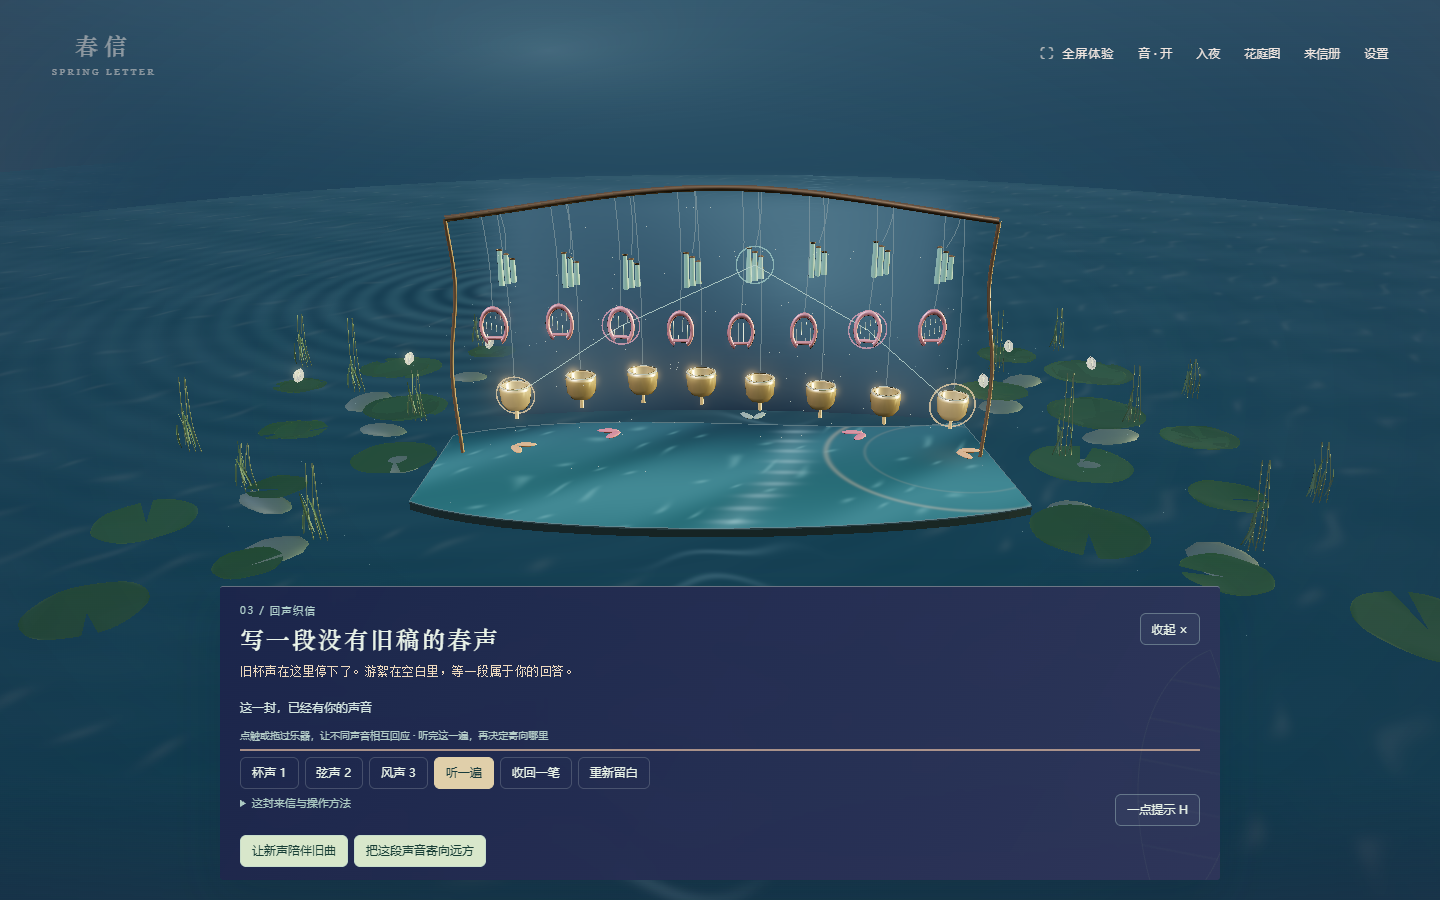 春信
SPRING LETTER
全屏体验 音·开 入夜 花庭图 来信册 设置
03 / 回声织信
写一段没有旧稿的春声
收起 ×
旧杯声在这里停下了。游絮在空白里，等一段属于你的回答。
这一封，已经有你的声音
点触或拖过乐器，让不同声音相互回应 · 听完这一遍，再决定寄向哪里
杯声 1 弦声 2 风声 3 听一遍 收回一笔 重新留白
这封来信与操作方法
一点提示 H
让新声陪伴旧曲 把这段声音寄向远方